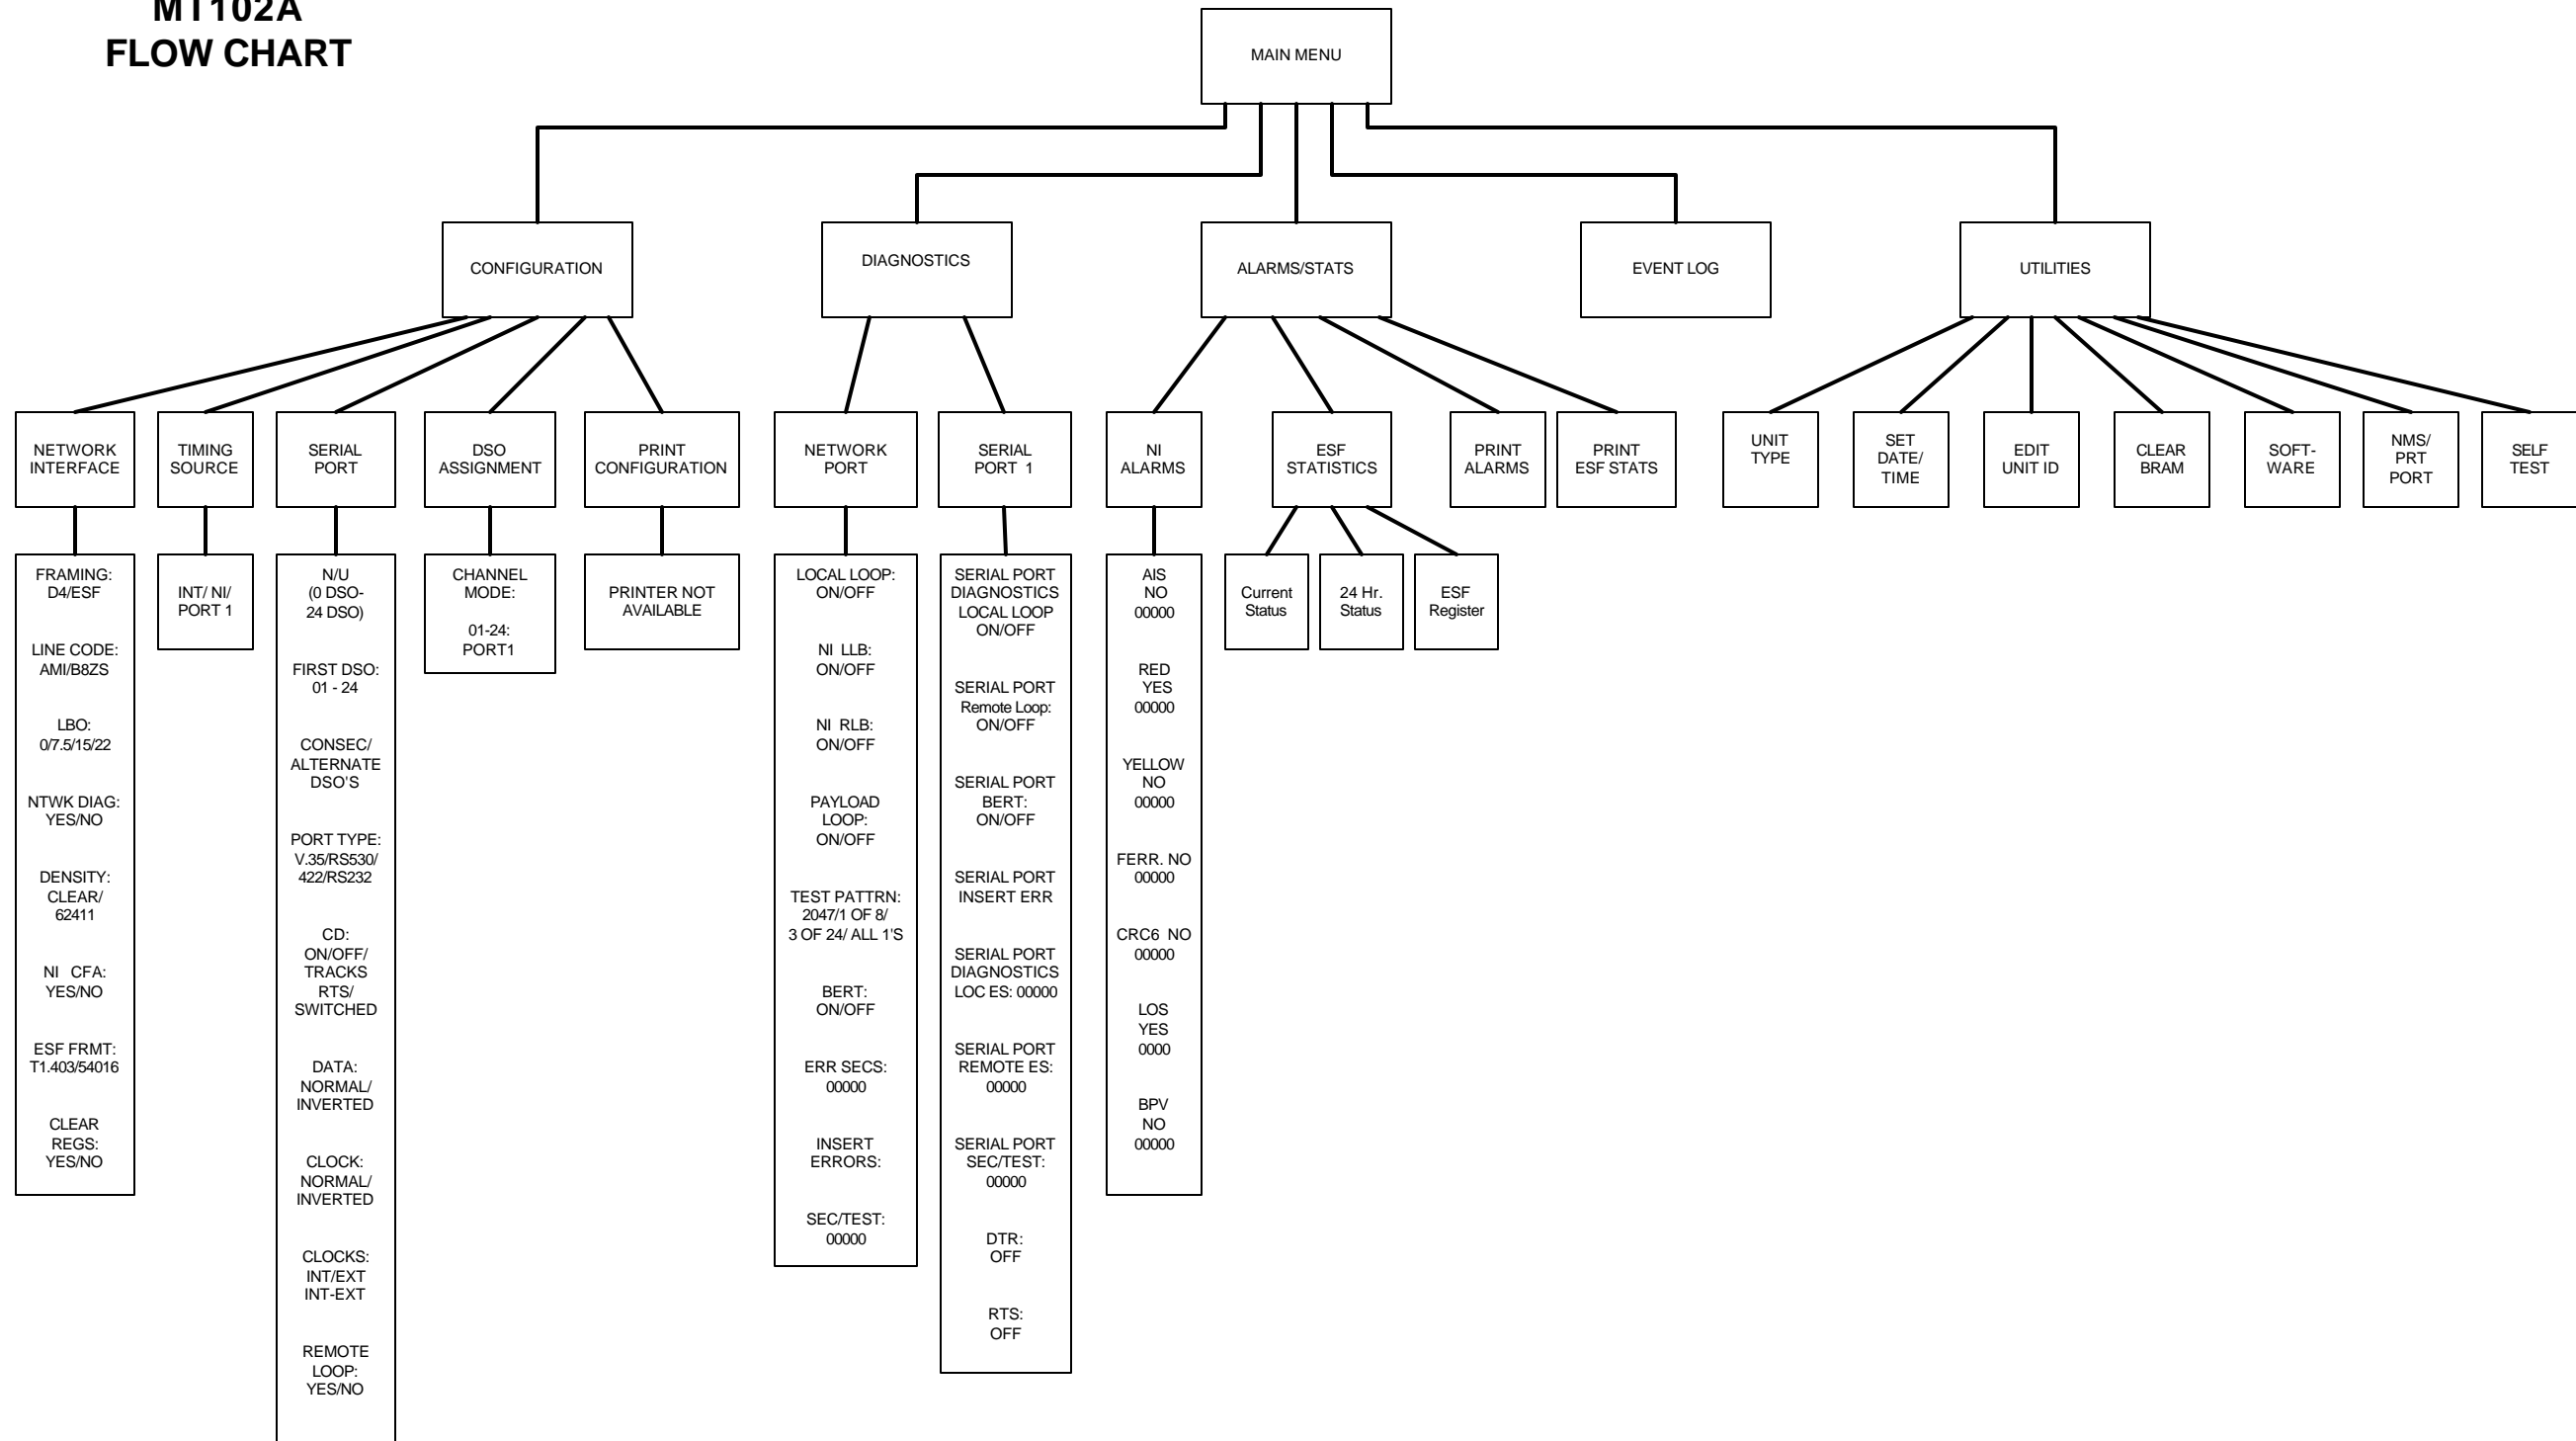 MT102A
FLOW CHART
MAIN MENU
CONFIGURATION
DIAGNOSTICS
ALARMS/STATS
EVENT LOG
UTILITIES
NETWORK
INTERFACE
TIMING
SOURCE
SERIAL
PORT
DSO
ASSIGNMENT
PRINT
CONFIGURATION
NETWORK
PORT
SERIAL
PORT 1
NI
ALARMS
ESF
STATISTICS
PRINT
ALARMS
PRINT
ESF STATS
UNIT
TYPE
SET
DATE/
TIME
EDIT
UNIT ID
CLEAR
BRAM
SOFT-
WARE
NMS/
PRT
PORT
SELF
TEST
FRAMING:
D4/ESF
LINE CODE:
AMI/B8ZS
LBO:
0/7.5/15/22
NTWK DIAG:
YES/NO
DENSITY:
CLEAR/
62411
NI CFA:
YES/NO
ESF FRMT:
T1.403/54016
CLEAR
REGS:
YES/NO
INT/ NI/
PORT 1
N/U
(0 DSO-
24 DSO)
FIRST DSO:
01 - 24
CONSEC/
ALTERNATE
DSO'S
PORT TYPE:
V.35/RS530/
422/RS232
CD:
ON/OFF/
TRACKS
RTS/
SWITCHED
DATA:
NORMAL/
INVERTED
CLOCK:
NORMAL/
INVERTED
CLOCKS:
INT/EXT
INT-EXT
REMOTE
LOOP:
YES/NO
CHANNEL
MODE:
01-24:
PORT1
PRINTER NOT
AVAILABLE
LOCAL LOOP:
ON/OFF
NI LLB:
ON/OFF
NI RLB:
ON/OFF
PAYLOAD
LOOP:
ON/OFF
TEST PATTRN:
2047/1 OF 8/
3 OF 24/ ALL 1'S
BERT:
ON/OFF
ERR SECS:
00000
INSERT
ERRORS:
SEC/TEST:
00000
SERIAL PORT
DIAGNOSTICS
LOCAL LOOP
ON/OFF
SERIAL PORT
Remote Loop:
ON/OFF
SERIAL PORT
BERT:
ON/OFF
SERIAL PORT
INSERT ERR
SERIAL PORT
DIAGNOSTICS
LOC ES: 00000
SERIAL PORT
REMOTE ES:
00000
SERIAL PORT
SEC/TEST:
00000
DTR:
OFF
RTS:
OFF
AIS
NO
00000
RED
YES
00000
YELLOW
NO
00000
FERR. NO
00000
CRC6 NO
00000
LOS
YES
0000
BPV
NO
00000
Current
Status
24 Hr.
Status
ESF
Register